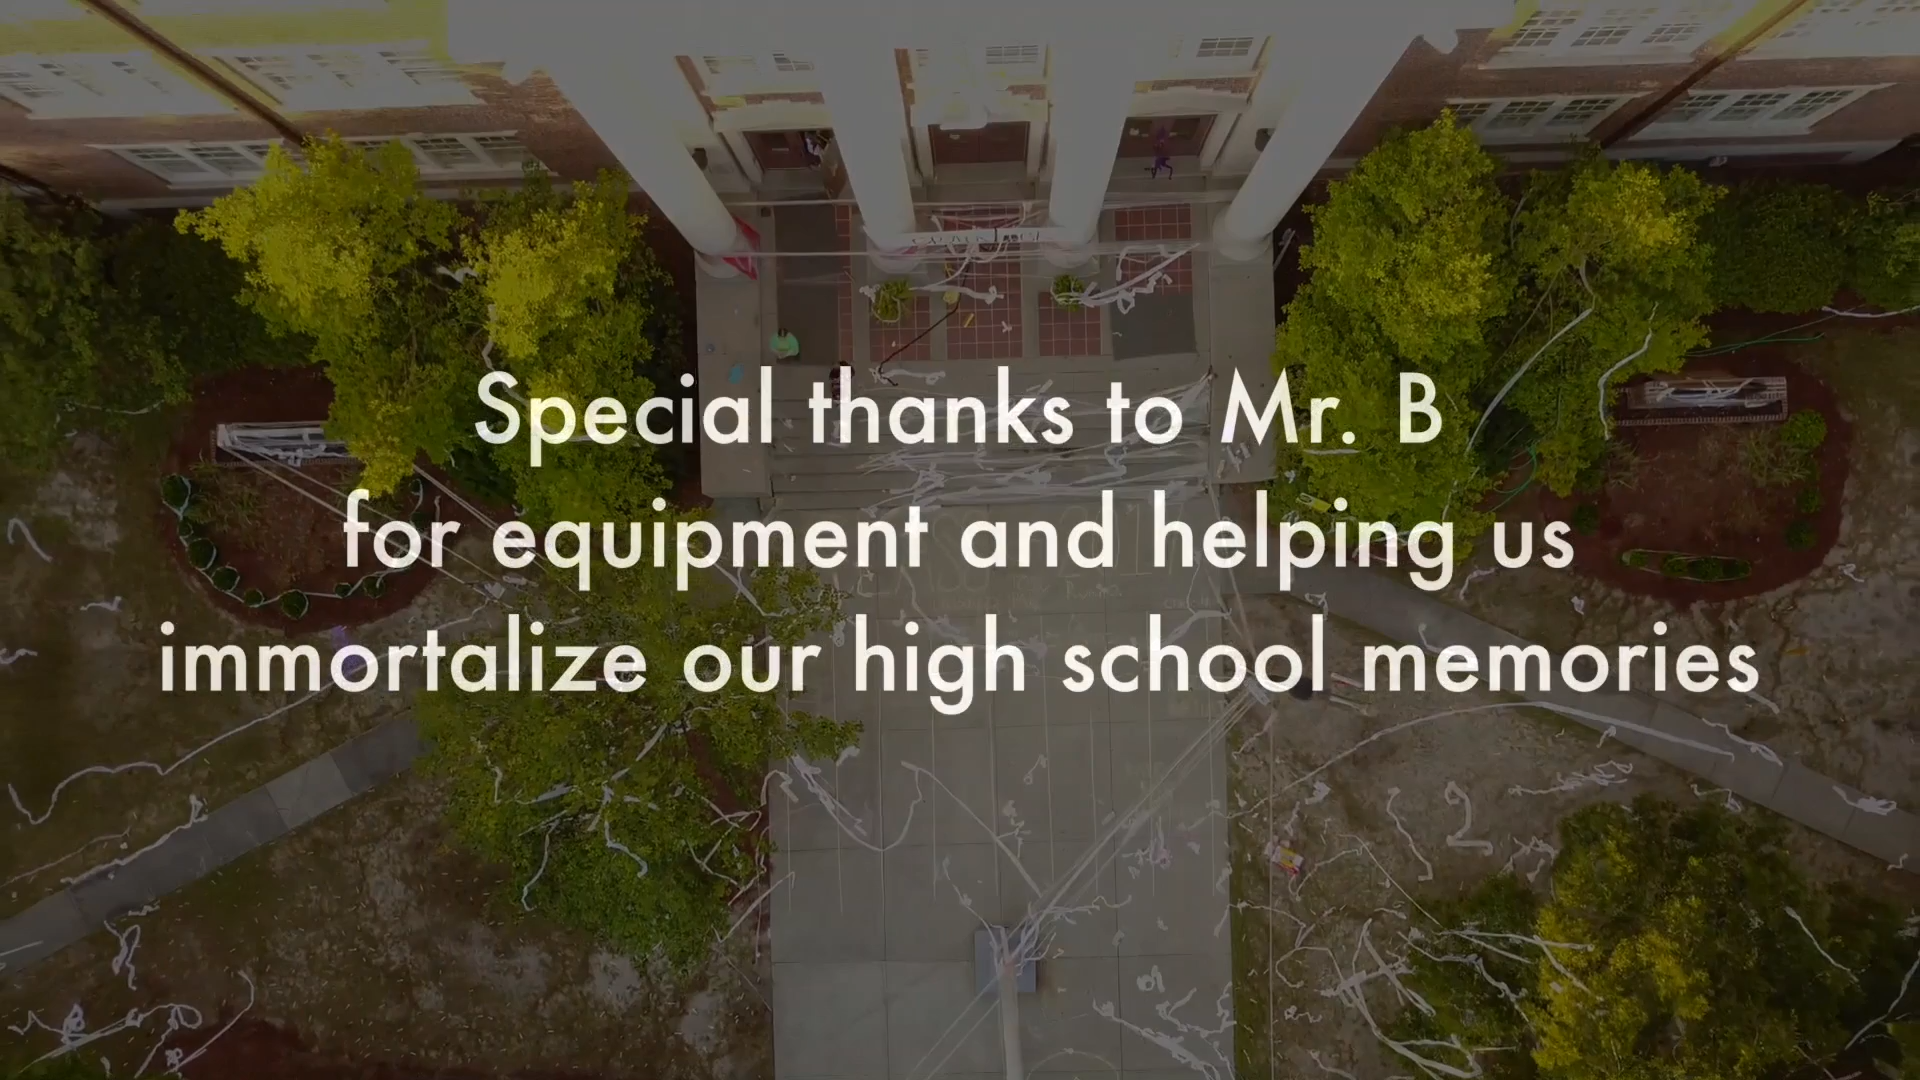 Special thanks to Mr. B
for equipment and helping us
immortalize our high school memories